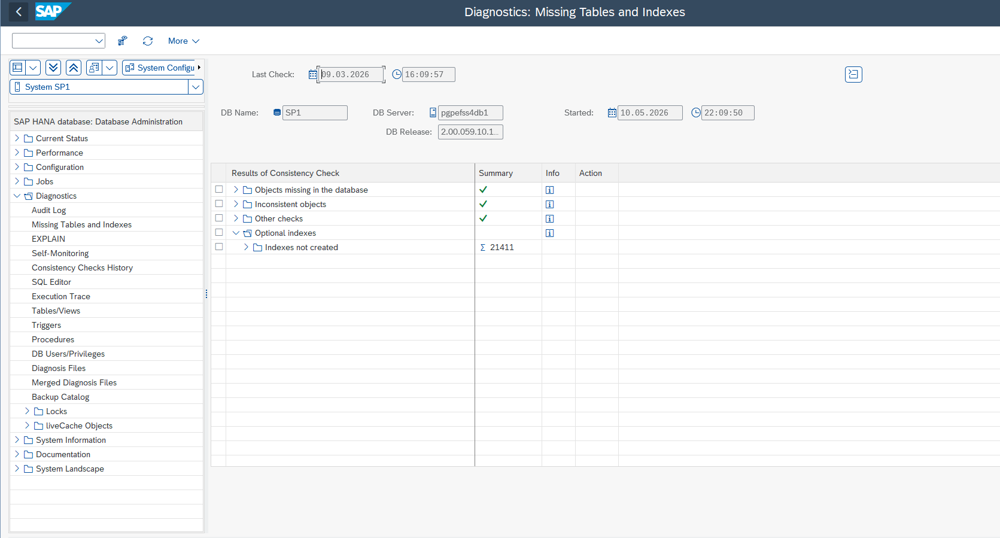 SAP
Diagnostics: Missing Tables and Indexes
More
System Configu
System SP1
SAP HANA database: Database Administration
Current Status
Performance
Configuration
Jobs
Diagnostics
Audit Log
Missing Tables and Indexes
EXPLAIN
Self-Monitoring
Consistency Checks History
SQL Editor
Execution Trace
Tables/Views
Triggers
Procedures
DB Users/Privileges
Diagnosis Files
Merged Diagnosis Files
Backup Catalog
Locks
liveCache Objects
System Information
Documentation
System Landscape
Last Check: 09.03.2026 16:09:57
DB Name: SP1 DB Server: pgpefss4db1 Started: 10.05.2026 22:09:50
DB Release: 2.00.059.10.1...
Results of Consistency Check Summary Info Action
Objects missing in the database
Inconsistent objects
Other checks
Optional indexes
Indexes not created Σ 21411